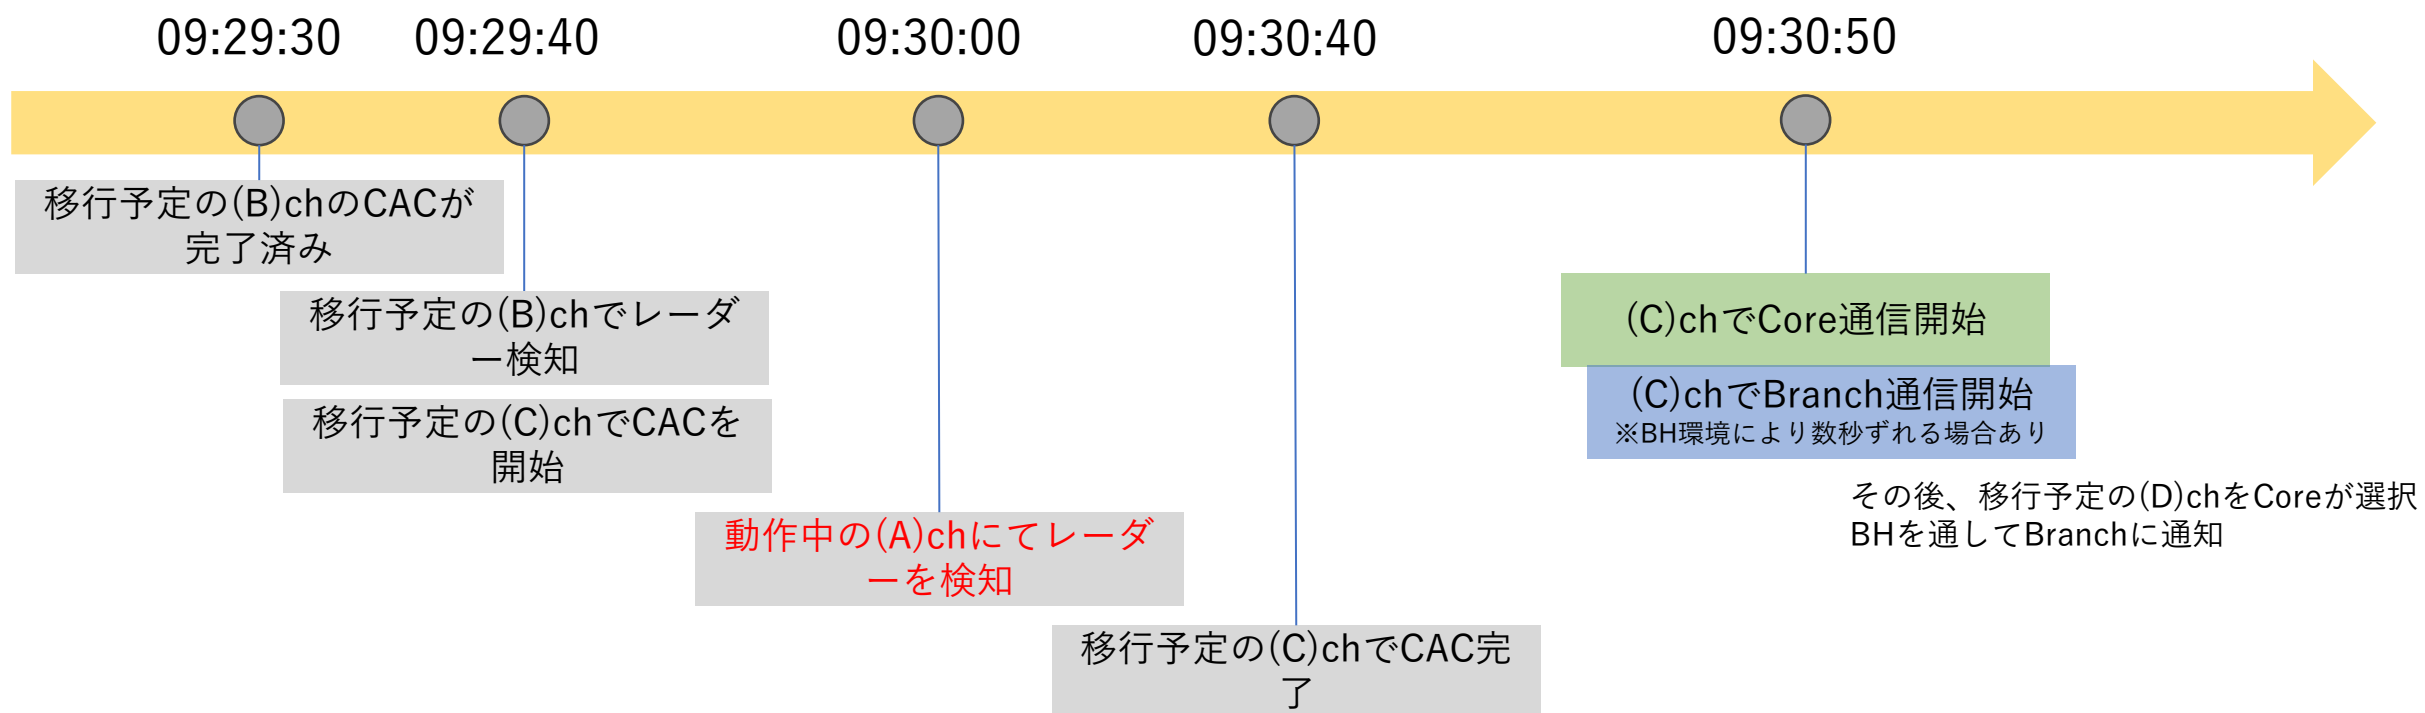 09:29:30
09:29:40
09:30:00
09:30:40
09:30:50
移行予定の(B)chのCACが
完了済み
移行予定の(B)chでレーダ
ー検知
移行予定の(C)chでCACを
開始
動作中の(A)chにてレーダ
ーを検知
移行予定の(C)chでCAC完
了
(C)chでCore通信開始
(C)chでBranch通信開始
※BH環境により数秒ずれる場合あり
その後、移行予定の(D)chをCoreが選択
BHを通してBranchに通知